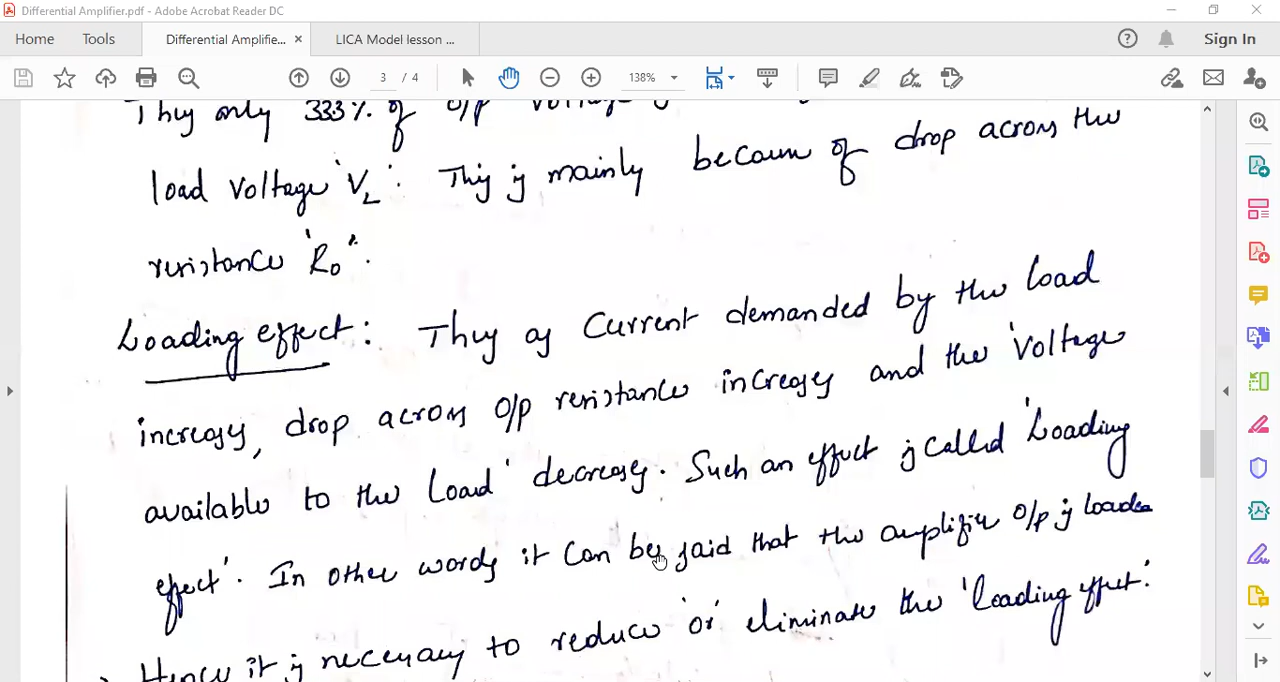 Differential Amplifier.pdf - Adobe Acrobat Reader DC
Home Tools Differential Amplifie... × LICA Model lesson ... Sign In
3 / 4 138%
Thus only 33.3% of o/p voltage
load voltage 'VL'. This is mainly because of drop across the
resistance 'Ro'.
Loading effect: Thus as current demanded by the load
increases, drop across o/p resistance increases and the 'voltage
available to the load' decreases. Such an effect is called 'Loading
effect'. In other words it can be said that the amplifier o/p is loaded
Hence it is necessary to reduce 'or' eliminate the 'loading effect'.